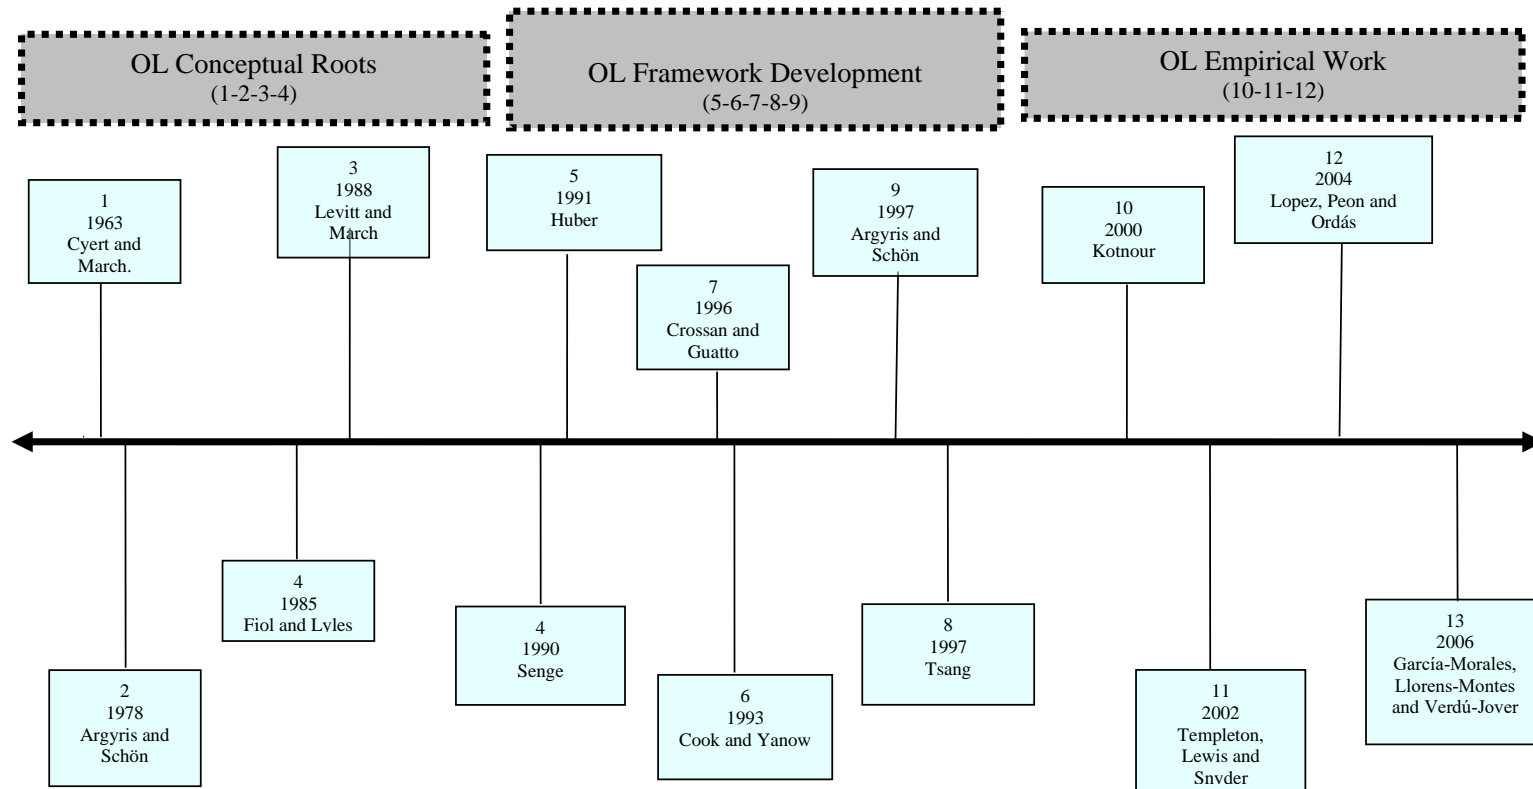 OL Conceptual Roots
(1-2-3-4)
OL Framework Development
(5-6-7-8-9)
OL Empirical Work
(10-11-12)
1
1963
Cyert and
March.
3
1988
Levitt and
March
5
1991
Huber
7
1996
Crossan and
Guatto
9
1997
Argyris and
Schön
10
2000
Kotnour
12
2004
Lopez, Peon and
Ordás
2
1978
Argyris and
Schön
4
1985
Fiol and Lyles
4
1990
Senge
6
1993
Cook and Yanow
8
1997
Tsang
11
2002
Templeton,
Lewis and
Snyder
13
2006
García-Morales,
Llorens-Montes
and Verdú-Jover